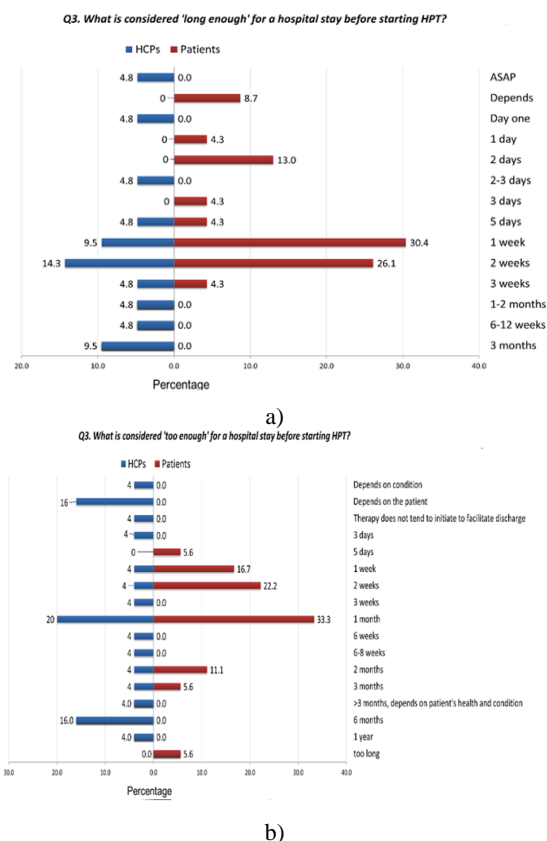 Q3. What is considered 'long enough' for a hospital stay before starting HPT?
HCPs Patients
4.8 0.0 ASAP
0 8.7 Depends
4.8 0.0 Day one
0 4.3 1 day
0 13.0 2 days
4.8 0.0 2-3 days
0 4.3 3 days
4.8 4.3 5 days
9.5 30.4 1 week
14.3 26.1 2 weeks
4.8 4.3 3 weeks
4.8 0.0 1-2 months
4.8 0.0 6-12 weeks
9.5 0.0 3 months
20.0 10.0 0.0 10.0 20.0 30.0 40.0
Percentage
a)
Q3. What is considered 'too enough' for a hospital stay before starting HPT?
HCPs Patients
4 0.0 Depends on condition
16 0.0 Depends on the patient
4 0.0 Therapy does not tend to initiate to facilitate discharge
4 0.0 3 days
0 5.6 5 days
4 16.7 1 week
4 22.2 2 weeks
4 0.0 3 weeks
20 33.3 1 month
4 0.0 6 weeks
4 0.0 6-8 weeks
4 11.1 2 months
4 5.6 3 months
4.0 0.0 >3 months, depends on patient's health and condition
16.0 0.0 6 months
4.0 0.0 1 year
0.0 5.6 too long
30.0 20.0 10.0 0.0 10.0 20.0 30.0 40.0
Percentage
b)